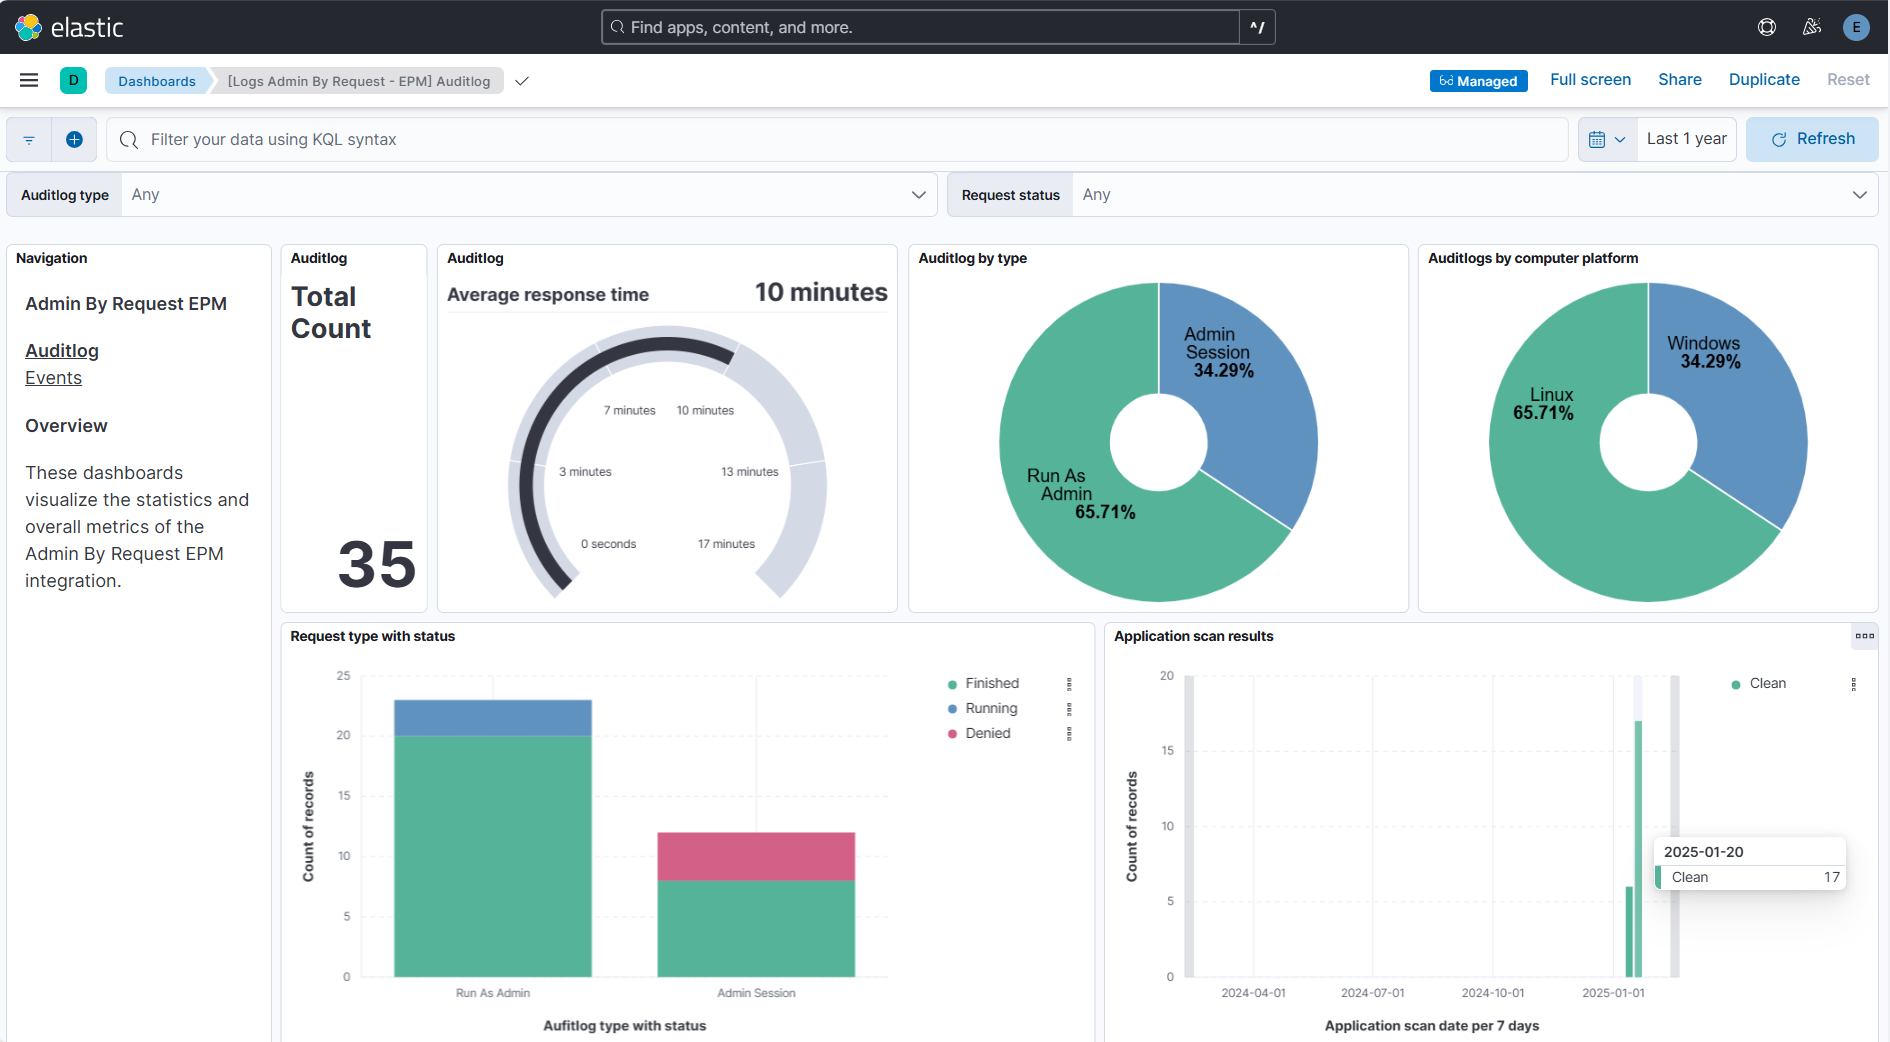 elastic
Find apps, content, and more.
^/
E
D
Dashboards
[Logs Admin By Request - EPM] Auditlog
Managed
Full screen
Share
Duplicate
Reset
Filter your data using KQL syntax
Last 1 year
Refresh
Auditlog type
Any
Request status
Any
Navigation
Admin By Request EPM
Auditlog
Events
Overview
These dashboards
visualize the statistics and
overall metrics of the
Admin By Request EPM
integration.
Auditlog
Total
Count
35
Auditlog
Average response time
10 minutes
7 minutes
10 minutes
3 minutes
13 minutes
0 seconds
17 minutes
Auditlog by type
Admin
Session
34.29%
Run As
Admin
65.71%
Auditlogs by computer platform
Windows
34.29%
Linux
65.71%
Request type with status
25
20
15
10
5
0
Count of records
Run As Admin
Admin Session
Aufitlog type with status
Finished
Running
Denied
Application scan results
20
15
10
5
0
Count of records
2024-04-01
2024-07-01
2024-10-01
2025-01-01
Application scan date per 7 days
Clean
2025-01-20
Clean 17